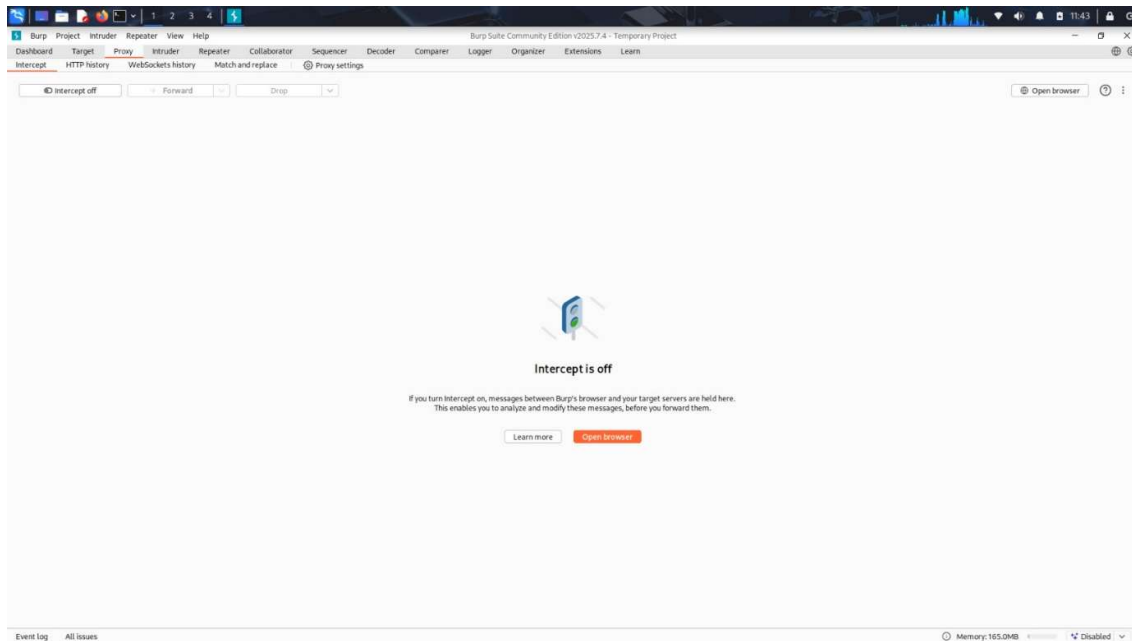 1 2 3 4 11:43
Burp Project Intruder Repeater View Help Burp Suite Community Edition v2025.7.4 - Temporary Project
Dashboard Target Proxy Intruder Repeater Collaborator Sequencer Decoder Comparer Logger Organizer Extensions Learn
Intercept HTTP history WebSockets history Match and replace Proxy settings
Intercept off Forward Drop Open browser
Intercept is off
If you turn Intercept on, messages between Burp's browser and your target servers are held here.
This enables you to analyze and modify these messages, before you forward them.
Learn more Open browser
Event log All issues Memory: 165.0MB Disabled